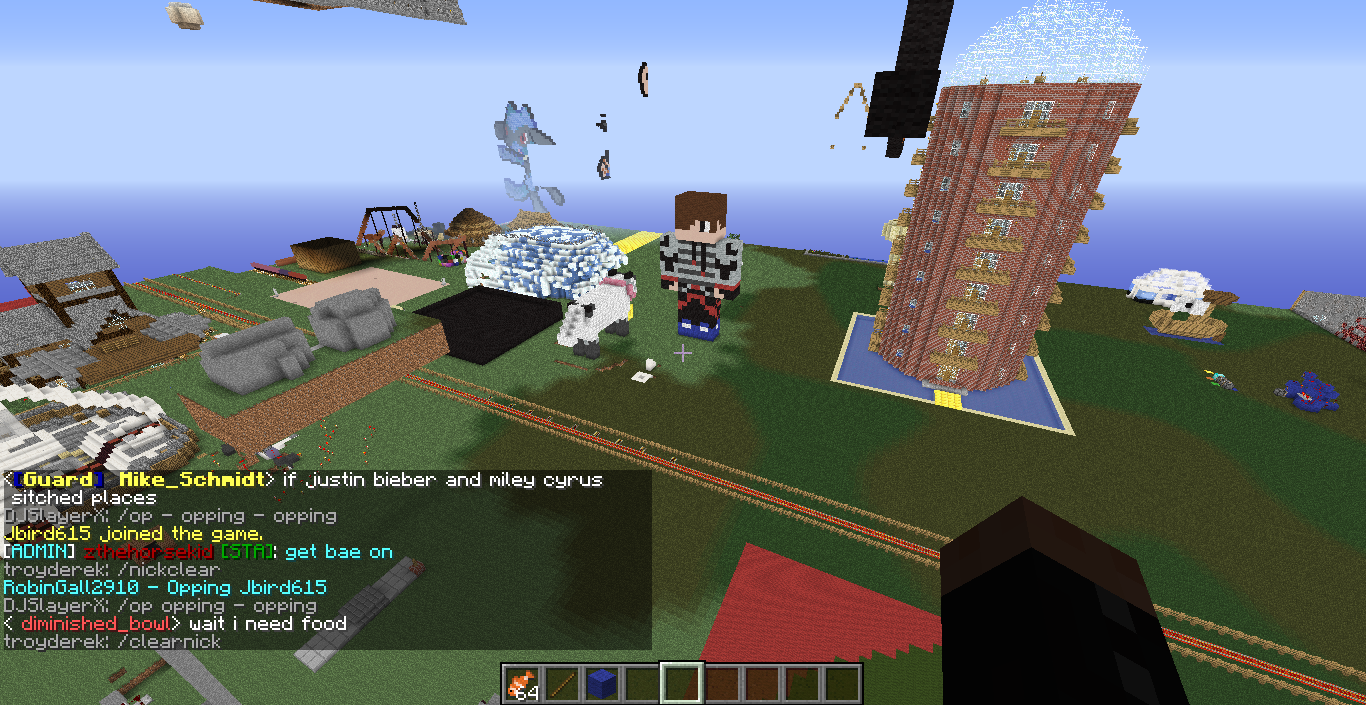 <[Guard] Mike_Schmidt> if justin bieber and miley cyrus
sitched places
DJSlayerX: /op - opping - opping
Jbird615 joined the game.
[ADMIN] zthehorsekid [STA]: get bae on
troyderek: /nickclear
RobinGall2910 - Opping Jbird615
DJSlayerX: /op opping - opping
< diminished_bowl> wait i need food
troyderek: /clearnick
64